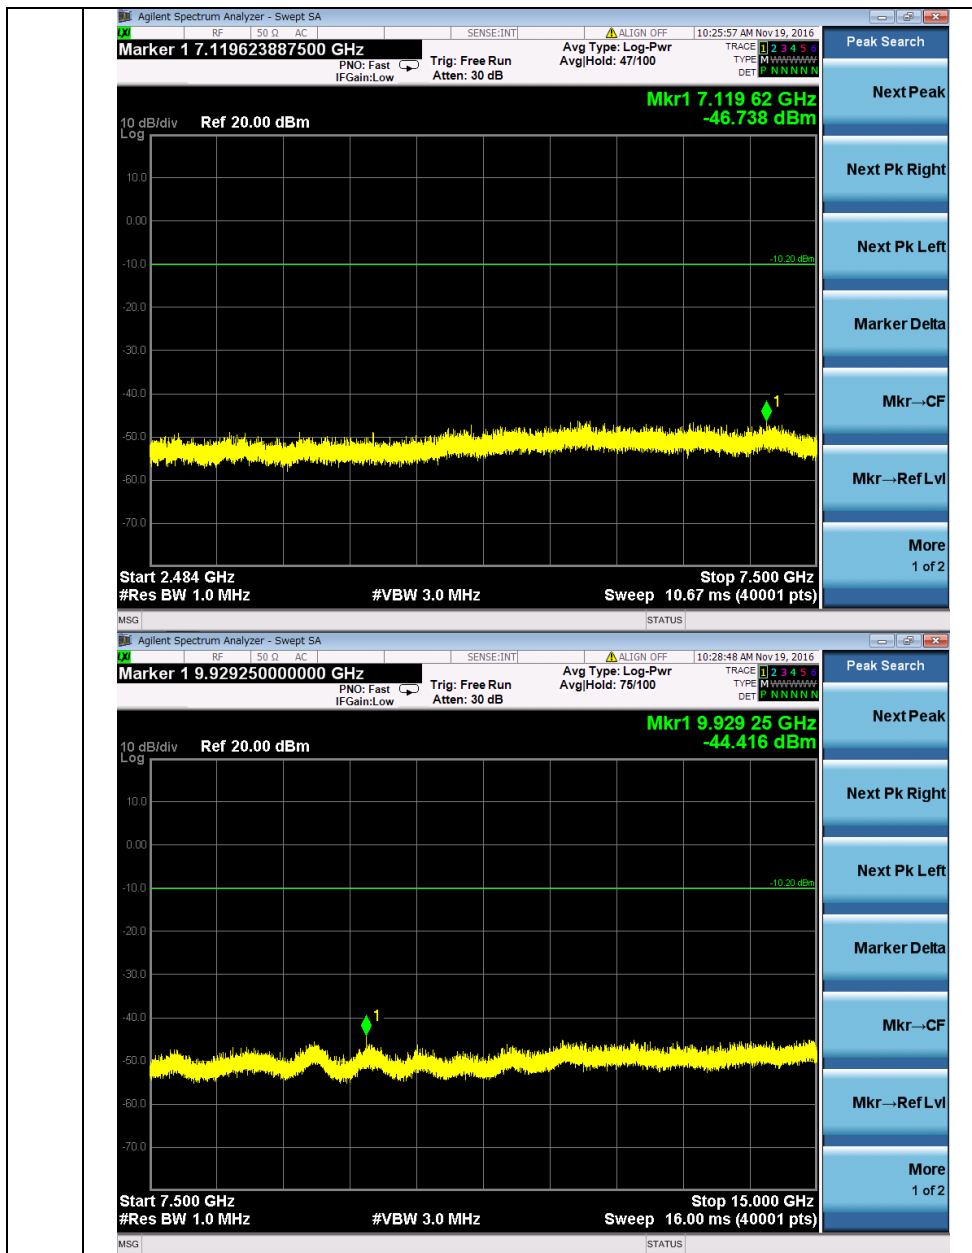 Agilent Spectrum Analyzer - Swept SA
LXI RF 50 Ω AC SENSE:INT ALIGN OFF 10:25:57 AM Nov 19, 2016
Marker 1 7.119623887500 GHz
Avg Type: Log-Pwr
TRACE 1 2 3 4 5 6
PNO: Fast
Trig: Free Run
Avg|Hold: 47/100
TYPE M WWWWW
IFGain:Low
Atten: 30 dB
DET P N N N N N
Mkr1 7.119 62 GHz
-46.738 dBm
10 dB/div Ref 20.00 dBm
Log
10.0
0.00
-10.0
-10.20 dBm
-20.0
-30.0
-40.0
1
-50.0
-60.0
-70.0
Start 2.484 GHz Stop 7.500 GHz
#Res BW 1.0 MHz #VBW 3.0 MHz Sweep 10.67 ms (40001 pts)
MSG STATUS
Peak Search
Next Peak
Next Pk Right
Next Pk Left
Marker Delta
Mkr→CF
Mkr→Ref Lvl
More
1 of 2
Agilent Spectrum Analyzer - Swept SA
LXI RF 50 Ω AC SENSE:INT ALIGN OFF 10:28:48 AM Nov 19, 2016
Marker 1 9.929250000000 GHz
Avg Type: Log-Pwr
TRACE 1 2 3 4 5 6
PNO: Fast
Trig: Free Run
Avg|Hold: 75/100
TYPE M WWWWW
IFGain:Low
Atten: 30 dB
DET P N N N N N
Mkr1 9.929 25 GHz
-44.416 dBm
10 dB/div Ref 20.00 dBm
Log
10.0
0.00
-10.0
-10.20 dBm
-20.0
-30.0
-40.0
1
-50.0
-60.0
-70.0
Start 7.500 GHz Stop 15.000 GHz
#Res BW 1.0 MHz #VBW 3.0 MHz Sweep 16.00 ms (40001 pts)
MSG STATUS
Peak Search
Next Peak
Next Pk Right
Next Pk Left
Marker Delta
Mkr→CF
Mkr→Ref Lvl
More
1 of 2